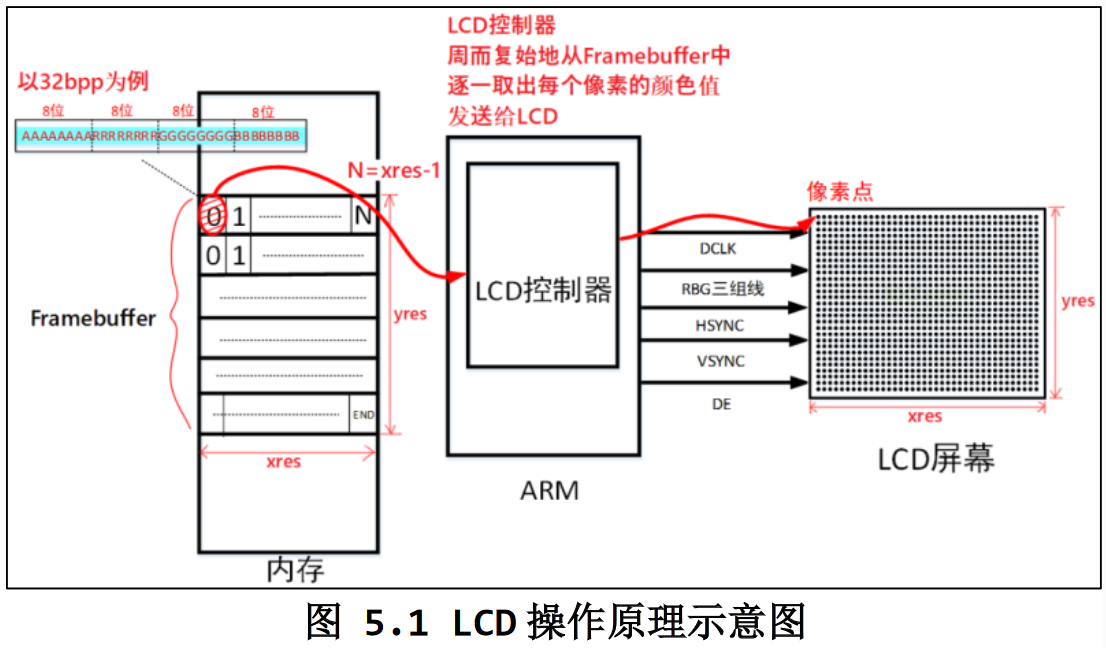 LCD控制器
周而复始地从Framebuffer中
逐一取出每个像素的颜色值
发送给LCD
以32bpp为例
8位 8位 8位 8位
AAAAAAAARRRRRRRRGGGGGGGGBBBBBBBB
N=xres-1
0 1 N
0 1
Framebuffer
yres
END
xres
内存
LCD控制器
ARM
DCLK
RBG三组线
HSYNC
VSYNC
DE
像素点
yres
xres
LCD屏幕
图 5.1 LCD 操作原理示意图